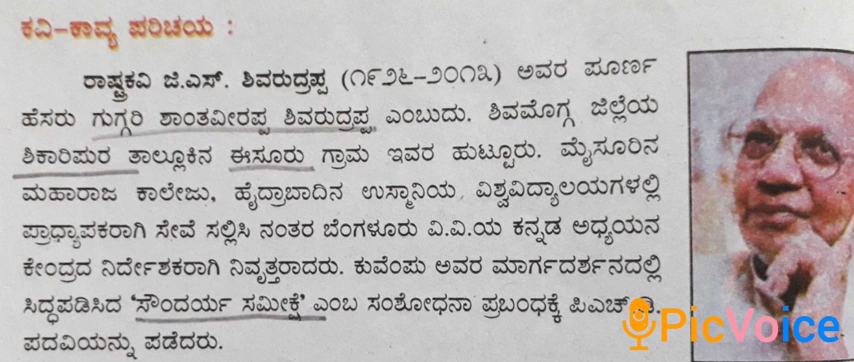 ಕವಿ-ಕಾವ್ಯ ಪರಿಚಯ :
ರಾಷ್ಟ್ರಕವಿ ಜಿ.ಎಸ್. ಶಿವರುದ್ರಪ್ಪ (೧೯೨೬-೨೦೧೩) ಅವರ ಪೂರ್ಣ
ಹೆಸರು ಗುಗ್ಗರಿ ಶಾಂತವೀರಪ್ಪ ಶಿವರುದ್ರಪ್ಪ ಎಂಬುದು. ಶಿವಮೊಗ್ಗ ಜಿಲ್ಲೆಯ
ಶಿಕಾರಿಪುರ ತಾಲ್ಲೂಕಿನ ಈಸೂರು ಗ್ರಾಮ ಇವರ ಹುಟ್ಟೂರು. ಮೈಸೂರಿನ
ಮಹಾರಾಜ ಕಾಲೇಜು, ಹೈದ್ರಾಬಾದಿನ ಉಸ್ಮಾನಿಯ ವಿಶ್ವವಿದ್ಯಾಲಯಗಳಲ್ಲಿ
ಪ್ರಾಧ್ಯಾಪಕರಾಗಿ ಸೇವೆ ಸಲ್ಲಿಸಿ ನಂತರ ಬೆಂಗಳೂರು ವಿ.ವಿ.ಯ ಕನ್ನಡ ಅಧ್ಯಯನ
ಕೇಂದ್ರದ ನಿರ್ದೇಶಕರಾಗಿ ನಿವೃತ್ತರಾದರು. ಕುವೆಂಪು ಅವರ ಮಾರ್ಗದರ್ಶನದಲ್ಲಿ
ಸಿದ್ಧಪಡಿಸಿದ 'ಸೌಂದರ್ಯ ಸಮೀಕ್ಷೆ' ಎಂಬ ಸಂಶೋಧನಾ ಪ್ರಬಂಧಕ್ಕೆ ಪಿಎಚ್.ಡಿ.
ಪದವಿಯನ್ನು ಪಡೆದರು.
PicVoice